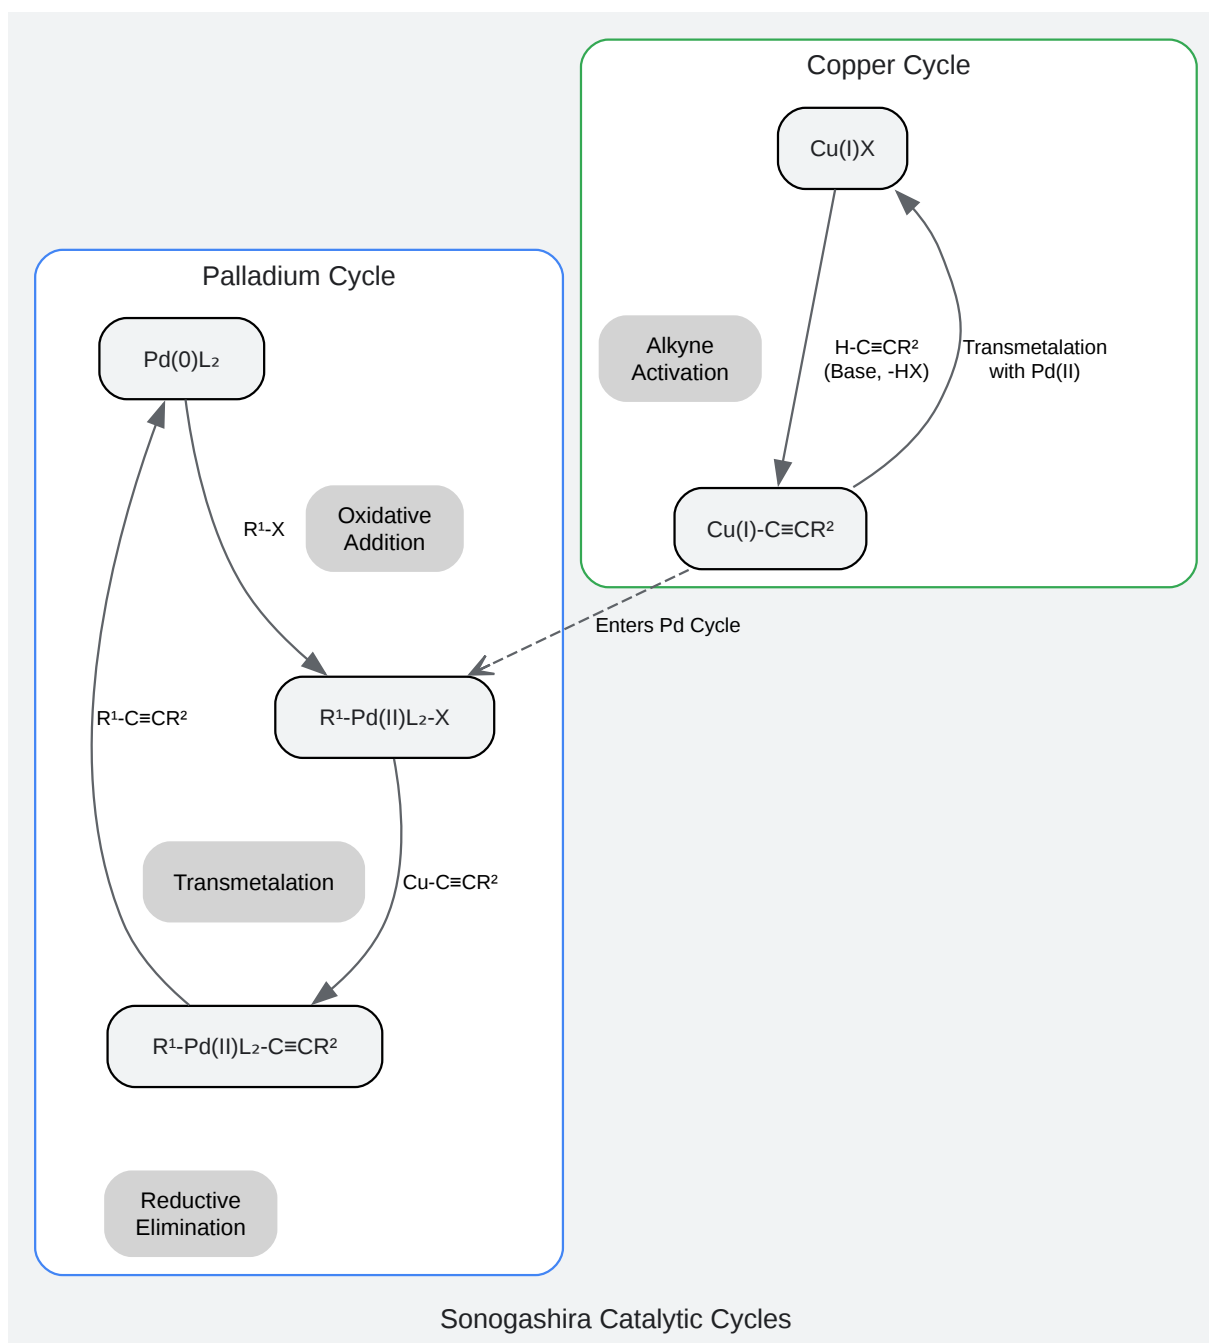 Copper Cycle
Cu(I)X
Alkyne
Activation
H-C≡CR²
(Base, -HX)
Transmetalation
with Pd(II)
Cu(I)-C≡CR²
Enters Pd Cycle
Palladium Cycle
Pd(0)L₂
R¹-X
Oxidative
Addition
R¹-C≡CR²
R¹-Pd(II)L₂-X
Transmetalation
Cu-C≡CR²
R¹-Pd(II)L₂-C≡CR²
Reductive
Elimination
Sonogashira Catalytic Cycles